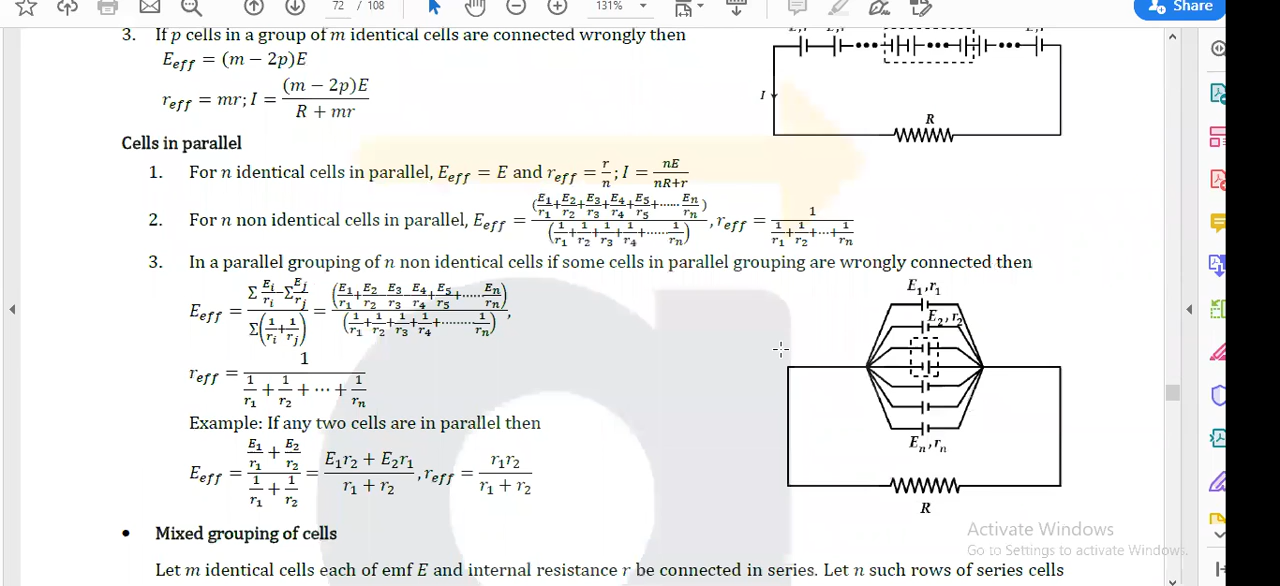 72 / 108
131%
Share
3. If p cells in a group of m identical cells are connected wrongly then
E_eff = (m − 2p)E
r_eff = mr; I = (m − 2p)E / (R + mr)
I
R
Cells in parallel
1. For n identical cells in parallel, E_eff = E and r_eff = r/n; I = nE/(nR+r)
2. For n non identical cells in parallel, E_eff = (E₁/r₁+E₂/r₂+E₃/r₃+E₄/r₄+E₅/r₅+......Eₙ/rₙ) / (1/r₁+1/r₂+1/r₃+1/r₄+......1/rₙ), r_eff = 1 / (1/r₁+1/r₂+⋯+1/rₙ)
3. In a parallel grouping of n non identical cells if some cells in parallel grouping are wrongly connected then
E_eff = (Σ Eᵢ/rᵢ − Σ Eⱼ/rⱼ) / Σ(1/rᵢ + 1/rⱼ) = (E₁/r₁+E₂/r₂−E₃/r₃−E₄/r₄+E₅/r₅+......Eₙ/rₙ) / (1/r₁+1/r₂+1/r₃+1/r₄+........1/rₙ),
r_eff = 1 / (1/r₁ + 1/r₂ + ⋯ + 1/rₙ)
E₁,r₁
E₂,r₂
Eₙ,rₙ
R
Example: If any two cells are in parallel then
E_eff = (E₁/r₁ + E₂/r₂) / (1/r₁ + 1/r₂) = (E₁r₂ + E₂r₁) / (r₁ + r₂), r_eff = r₁r₂ / (r₁ + r₂)
Activate Windows
Go to Settings to activate Windows.
• Mixed grouping of cells
Let m identical cells each of emf E and internal resistance r be connected in series. Let n such rows of series cells